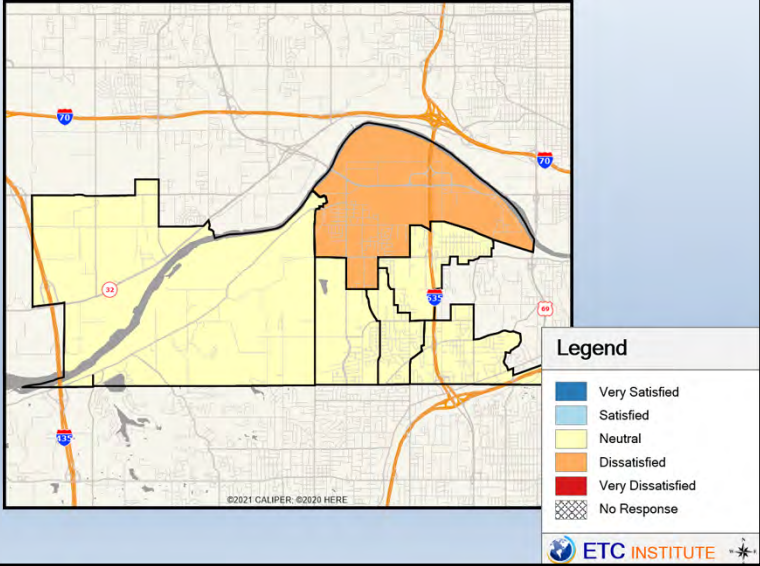 70
70
32
635
69
435
©2021 CALIPER; ©2020 HERE
Legend
Very Satisfied
Satisfied
Neutral
Dissatisfied
Very Dissatisfied
No Response
ETC INSTITUTE